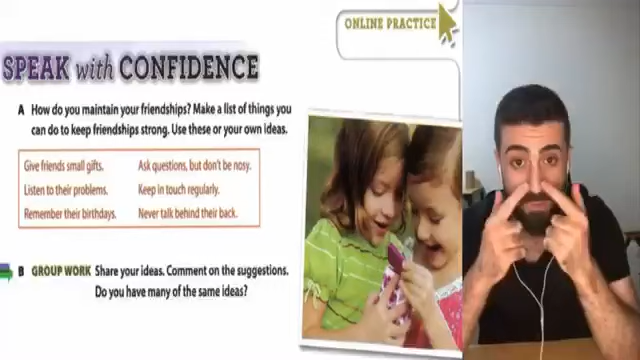 ONLINE PRACTICE
SPEAK with CONFIDENCE
A How do you maintain your friendships? Make a list of things you
can do to keep friendships strong. Use these or your own ideas.
Give friends small gifts. Ask questions, but don't be nosy.
Listen to their problems. Keep in touch regularly.
Remember their birthdays. Never talk behind their back.
B GROUP WORK Share your ideas. Comment on the suggestions.
Do you have many of the same ideas?